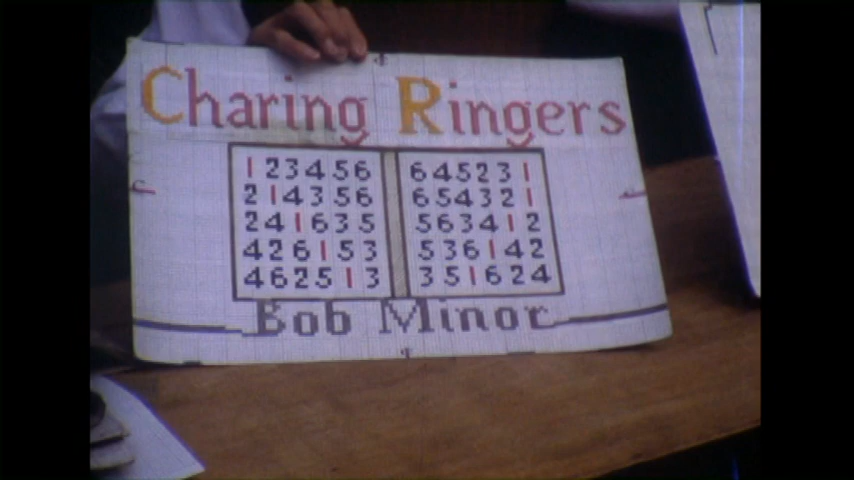 Charing Ringers
123456 645231
214356 654321
241635 563412
426153 536142
462513 351624
Bob Minor